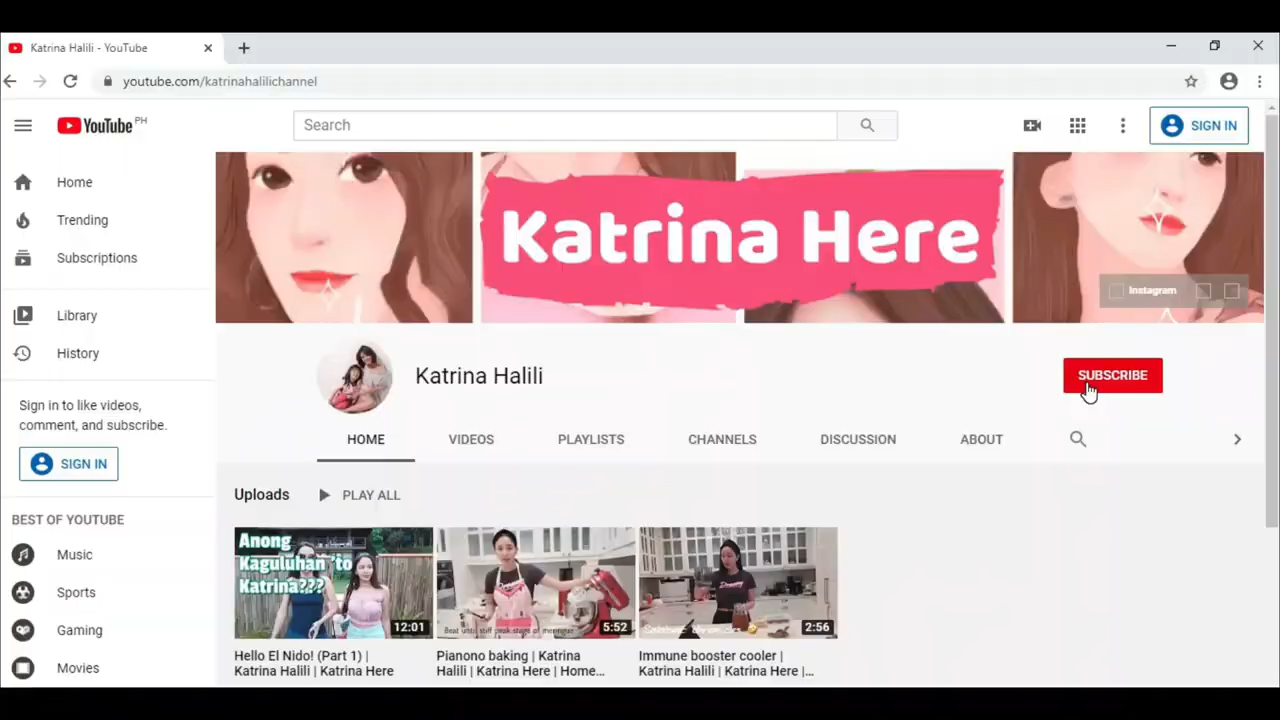 Katrina Halili - YouTube
youtube.com/katrinahalilichannel
YouTube PH
Search
SIGN IN
Home
Trending
Subscriptions
Library
History
Sign in to like videos,
comment, and subscribe.
SIGN IN
BEST OF YOUTUBE
Music
Sports
Gaming
Movies
Katrina Here
Instagram
Katrina Halili
SUBSCRIBE
HOME VIDEOS PLAYLISTS CHANNELS DISCUSSION ABOUT
Uploads PLAY ALL
Anong
Kaguluhan 'to
Katrina???
12:01
Hello El Nido! (Part 1) |
Katrina Halili | Katrina Here
5:52
Pianono baking | Katrina
Halili | Katrina Here | Home...
2:56
Immune booster cooler |
Katrina Halili | Katrina Here |...